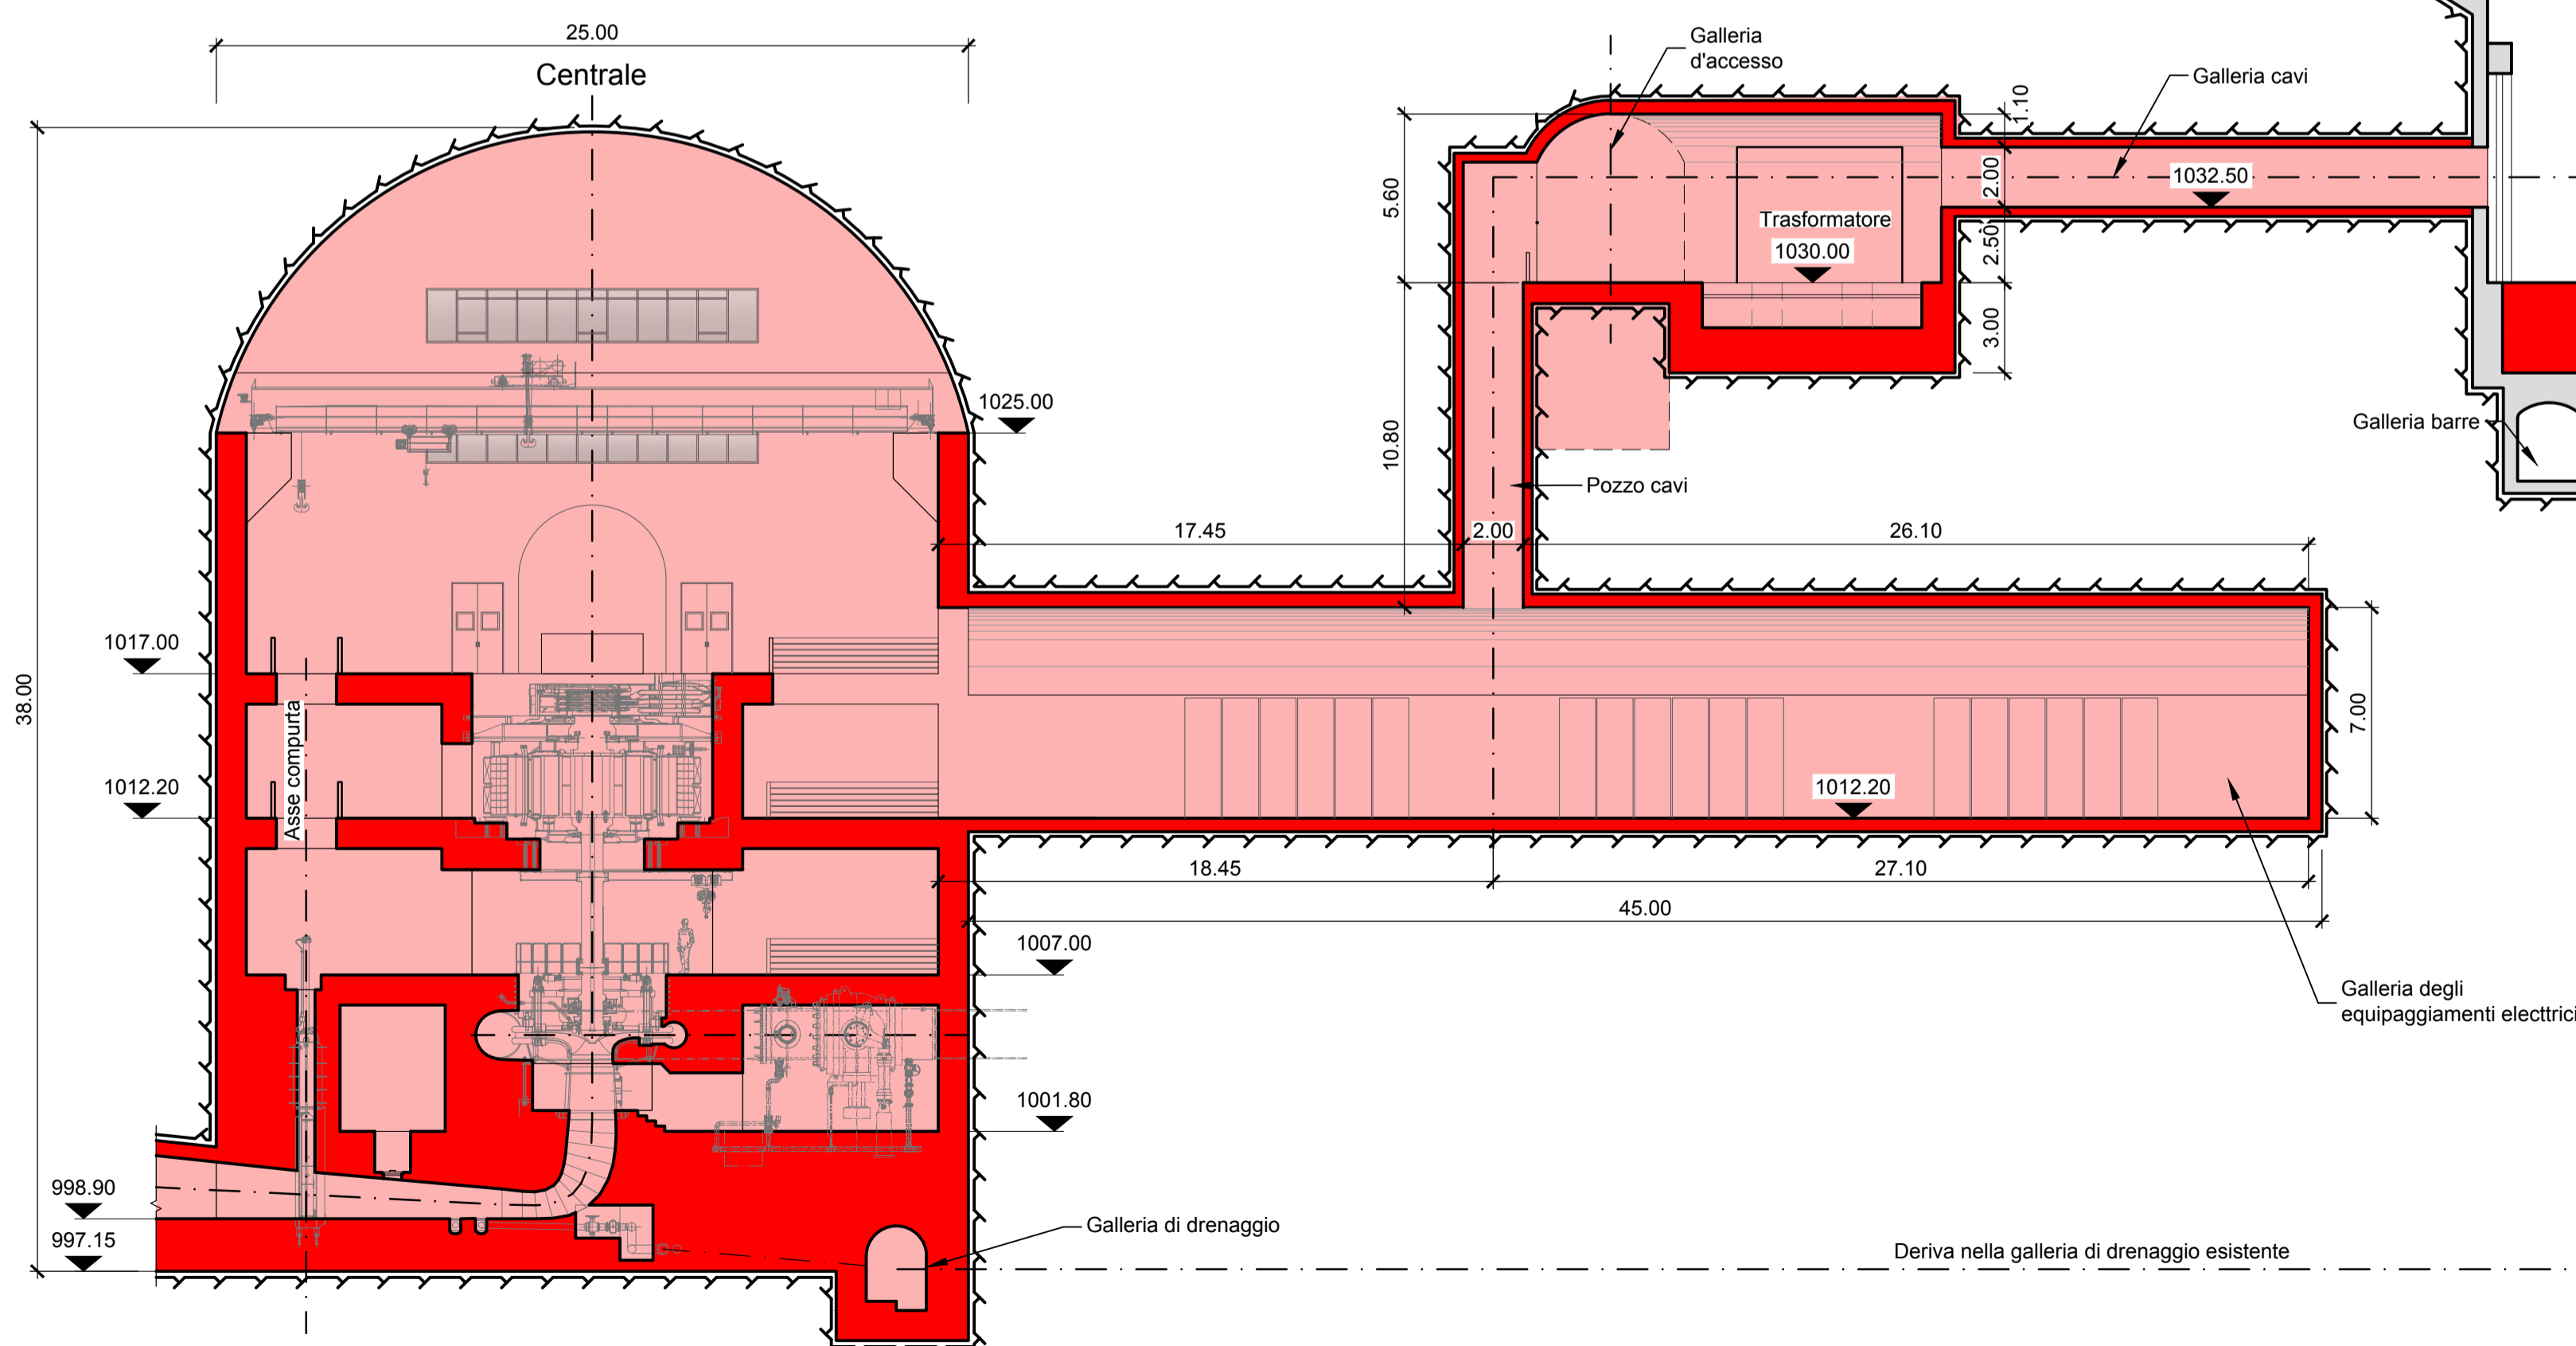 25.00
Centrale
Galleria
d'accesso
Galleria cavi
1.10
5.60
2.00
1032.50
Trasformatore
1030.00
2.50
3.00
1025.00
Galleria barre
10.80
Pozzo cavi
17.45
2.00
26.10
1017.00
38.00
Asse compurta
7.00
1012.20
1012.20
18.45
27.10
45.00
1007.00
Galleria degli
equipaggiamenti electtrici
1001.80
998.90
Galleria di drenaggio
997.15
Deriva nella galleria di drenaggio esistente